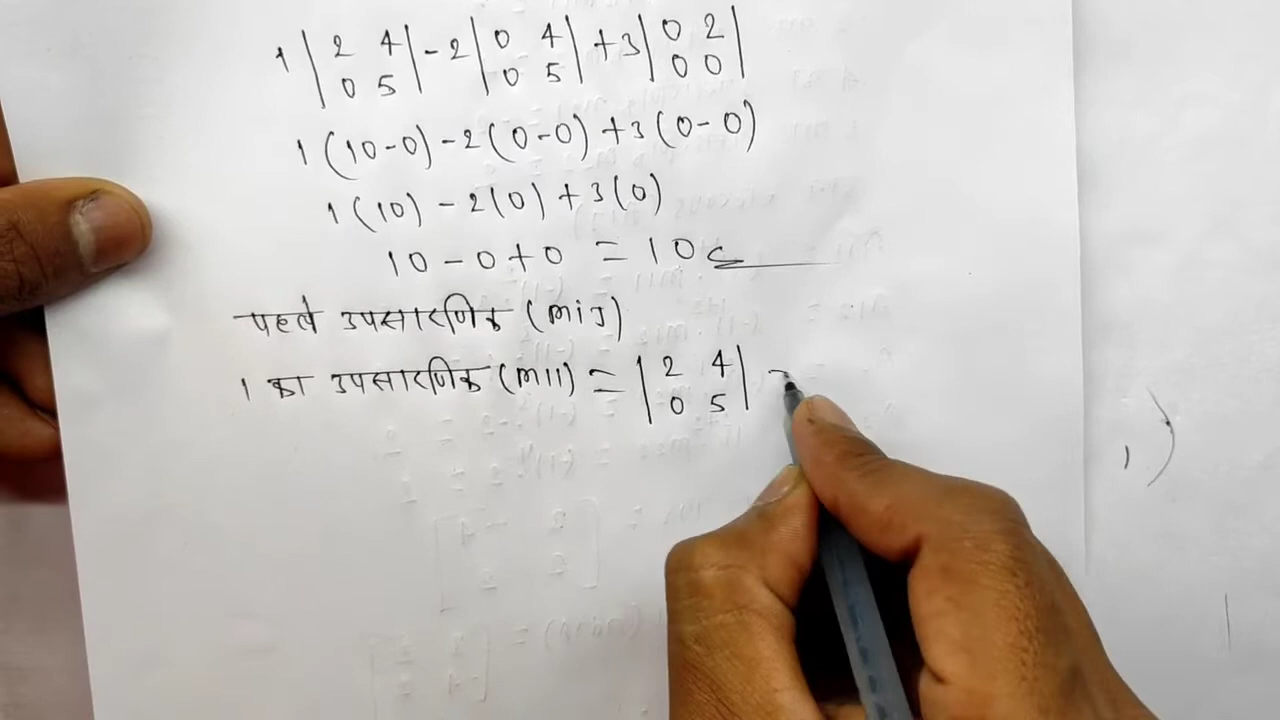 1 | 2 4 | - 2 | 0 4 | + 3 | 0 2 |
| 0 5 | | 0 5 | | 0 0 |
1(10-0)-2(0-0)+3(0-0)
1(10)-2(0)+3(0)
10-0+0 = 10
पहले उपसारणिक (mij)
1 का उपसारणिक (m11) = | 2 4 | -
| 0 5 |